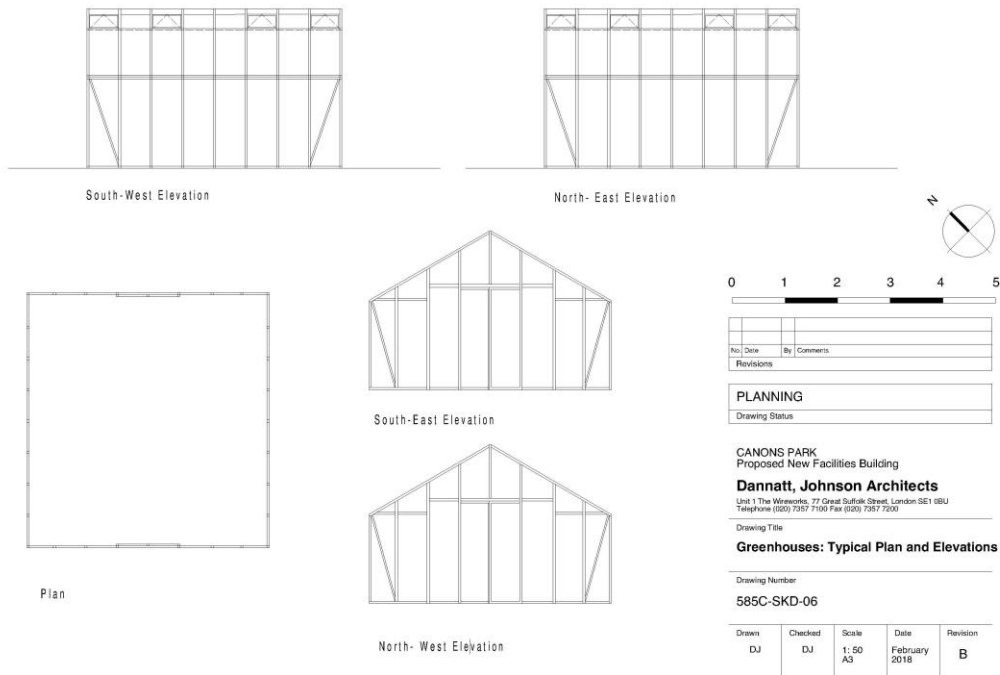 South-West Elevation
North- East Elevation
N
0 1 2 3 4 5
South-East Elevation
No. Date By Comments
Revisions
PLANNING
Drawing Status
CANONS PARK
Proposed New Facilities Building
Dannatt, Johnson Architects
Unit 1 The Wireworks, 77 Great Suffolk Street, London SE1 0BU
Telephone (020) 7357 7100 Fax (020) 7357 7200
Drawing Title
Greenhouses: Typical Plan and Elevations
Plan
Drawing Number
585C-SKD-06
North- West Elevation
Drawn Checked Scale Date Revision
DJ DJ 1: 50 February B
A3 2018